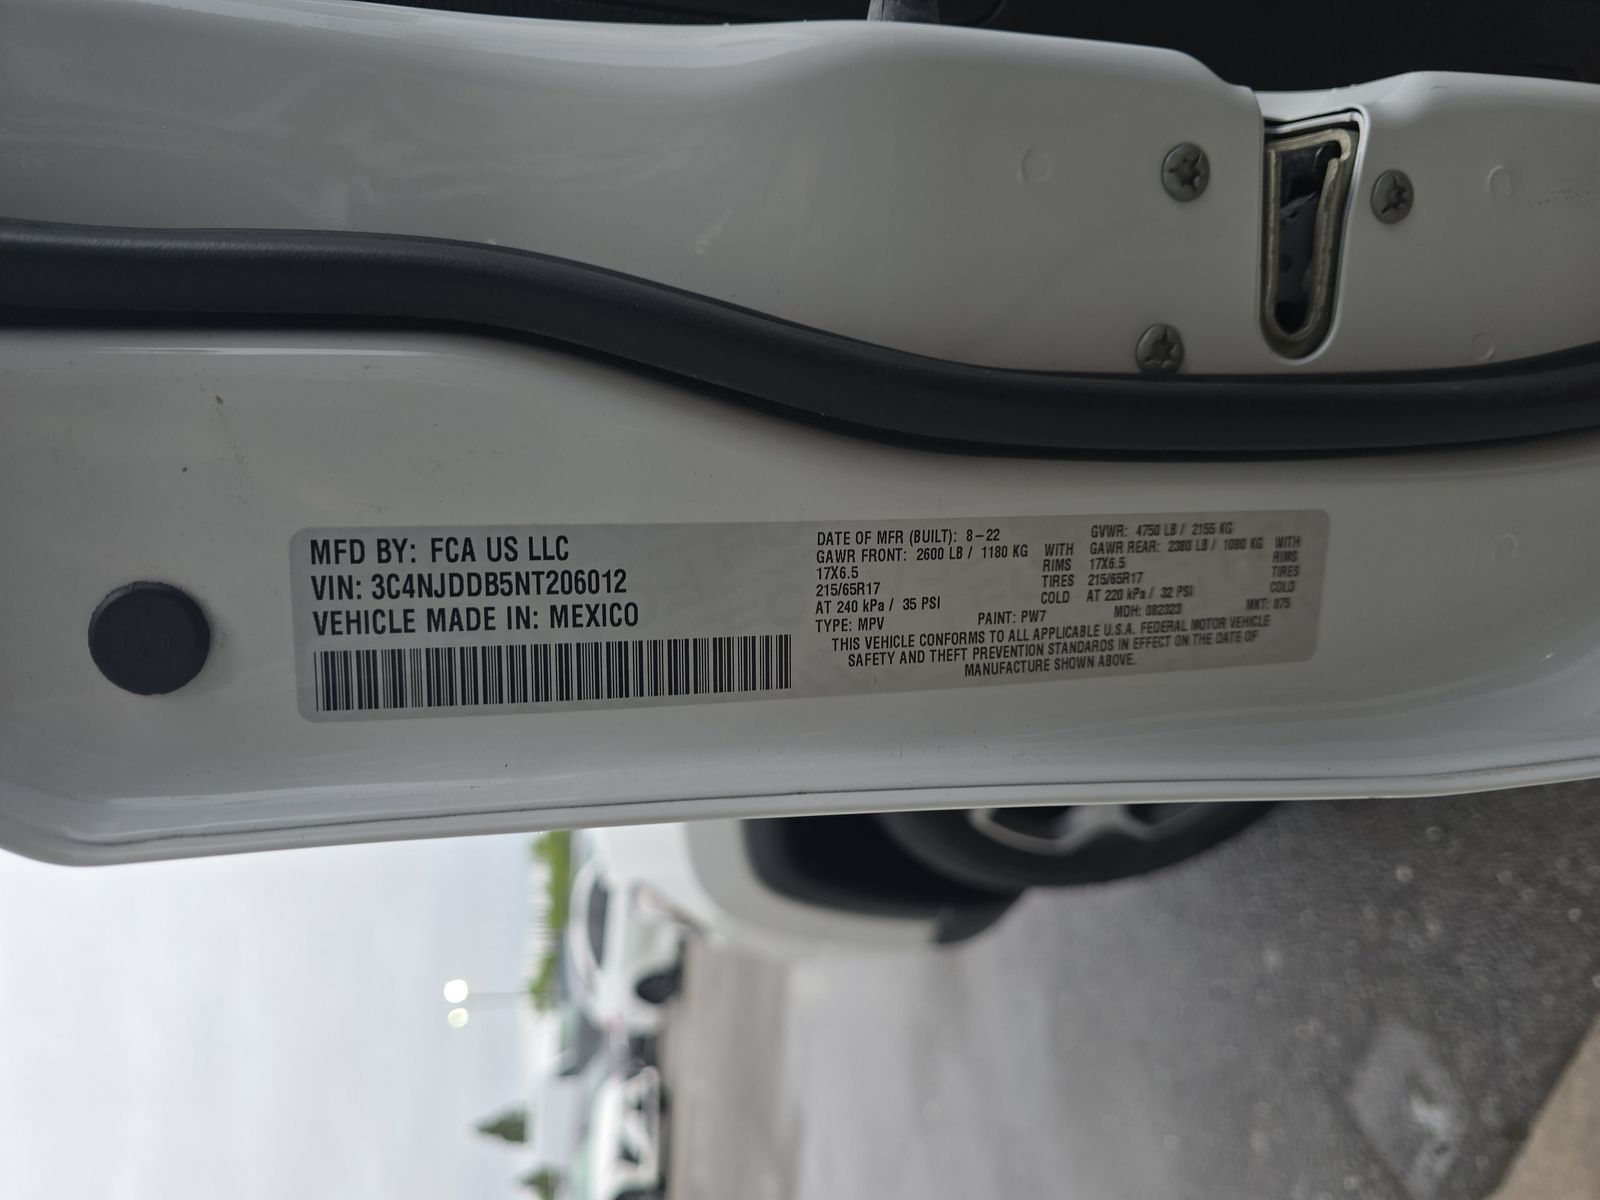 MFD BY: FCA US LLC
VIN: 3C4NJDDB5NT206012
VEHICLE MADE IN: MEXICO
DATE OF MFR (BUILT): 8-22 GVWR: 4750 LB / 2155 KG
GAWR FRONT: 2600 LB / 1180 KG WITH GAWR REAR: 2380 LB / 1080 KG WITH
17X6.5 RIMS 17X6.5 RIMS
215/65R17 TIRES 215/65R17 TIRES
AT 240 kPa / 35 PSI COLD AT 220 kPa / 32 PSI COLD
TYPE: MPV PAINT: PW7 MDH: 082323 MKT: 875
THIS VEHICLE CONFORMS TO ALL APPLICABLE U.S.A. FEDERAL MOTOR VEHICLE
SAFETY AND THEFT PREVENTION STANDARDS IN EFFECT ON THE DATE OF
MANUFACTURE SHOWN ABOVE.